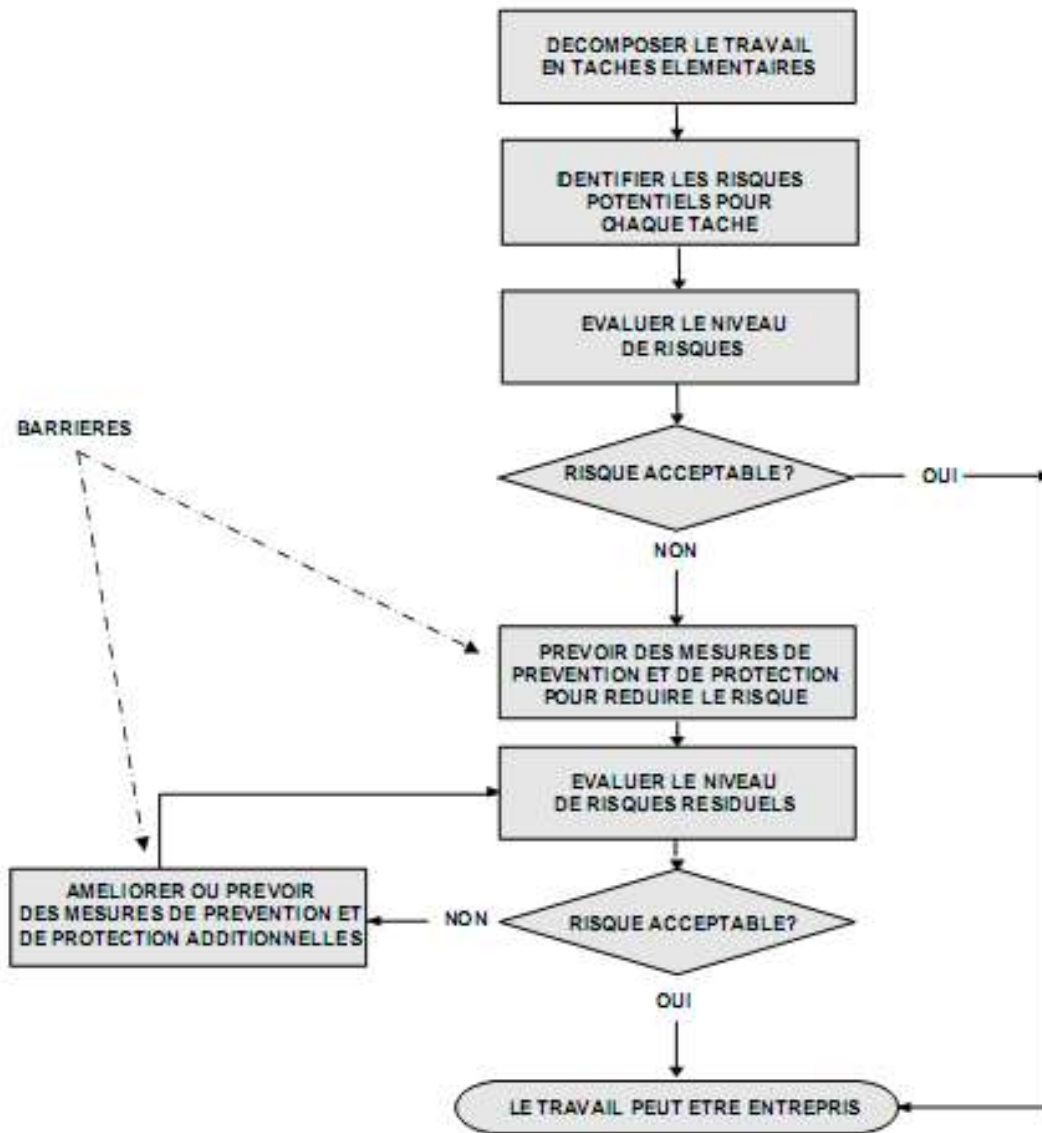 DECOMPOSER LE TRAVAIL
EN TACHES ELEMENTAIRES
IDENTIFIER LES RISQUES
POTENTIELS POUR
CHAQUE TACHE
EVALUER LE NIVEAU
DE RISQUES
BARRIERES
RISQUE ACCEPTABLE ?
OUI
NON
PREVOIR DES MESURES DE
PREVENTION ET DE PROTECTION
POUR REDUIRE LE RISQUE
EVALUER LE NIVEAU
DE RISQUES RESIDUELS
AMELIORER OU PREVOIR
DES MESURES DE PREVENTION ET
DE PROTECTION ADDITIONNELLES
NON
RISQUE ACCEPTABLE?
OUI
LE TRAVAIL PEUT ETRE ENTREPRIS